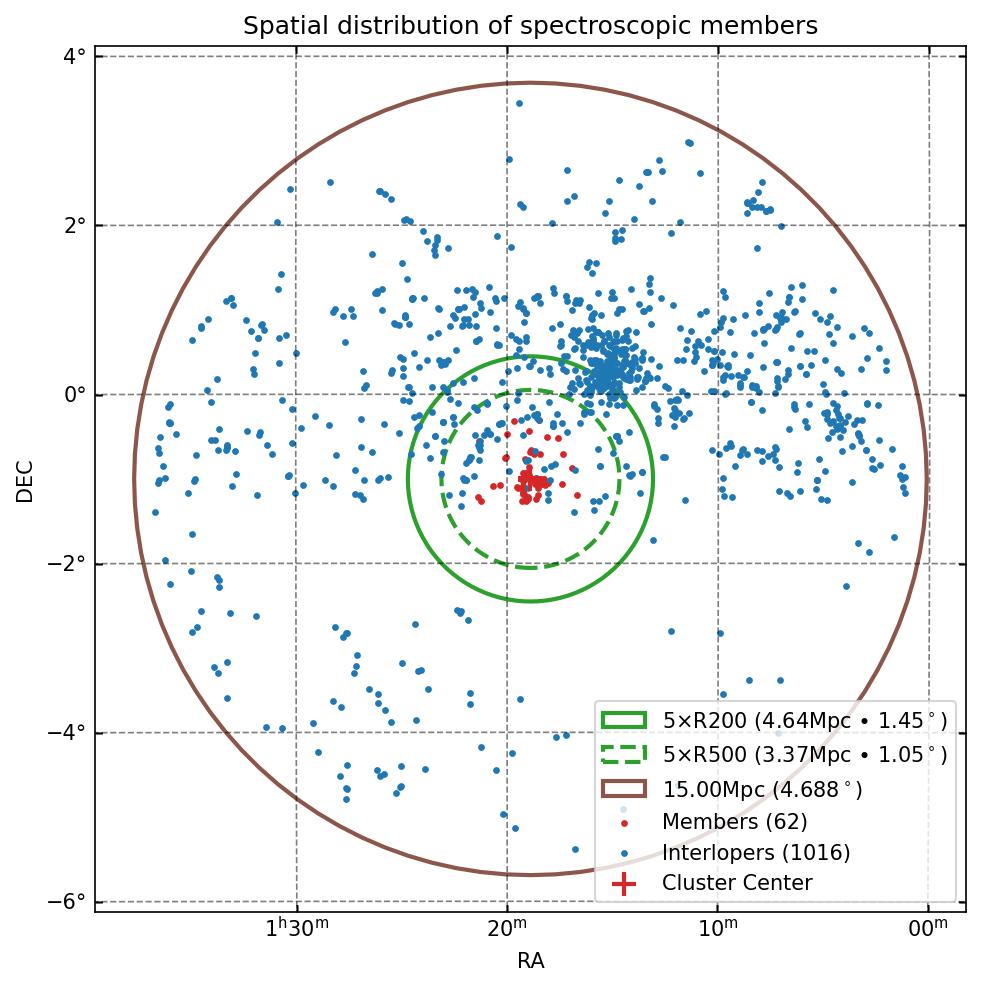 Spatial distribution of spectroscopic members
4°
2°
0°
−2°
−4°
−6°
DEC
5×R200 (4.64Mpc • 1.45°)
5×R500 (3.37Mpc • 1.05°)
15.00Mpc (4.688°)
Members (62)
Interlopers (1016)
Cluster Center
1ʰ30ᵐ 20ᵐ 10ᵐ 00ᵐ
RA